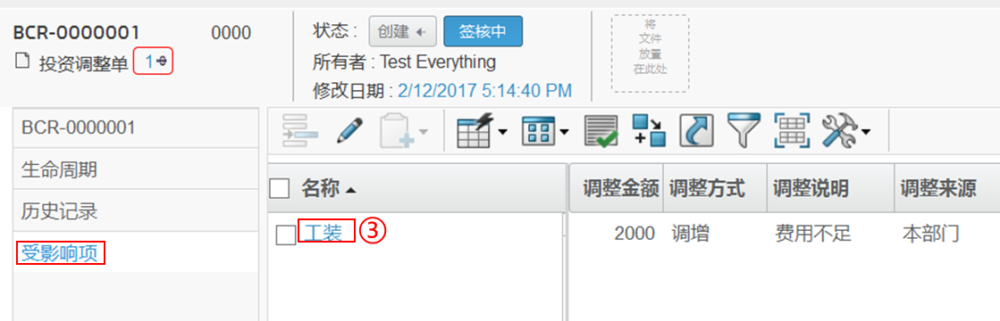 BCR-0000001 0000
投资调整单 1
状态 : 创建 签核中
所有者 : Test Everything
修改日期 : 2/12/2017 5:14:40 PM
将
文件
放置
在此处
BCR-0000001
生命周期
历史记录
受影响项
名称 调整金额 调整方式 调整说明 调整来源
工装 ③ 2000 调增 费用不足 本部门